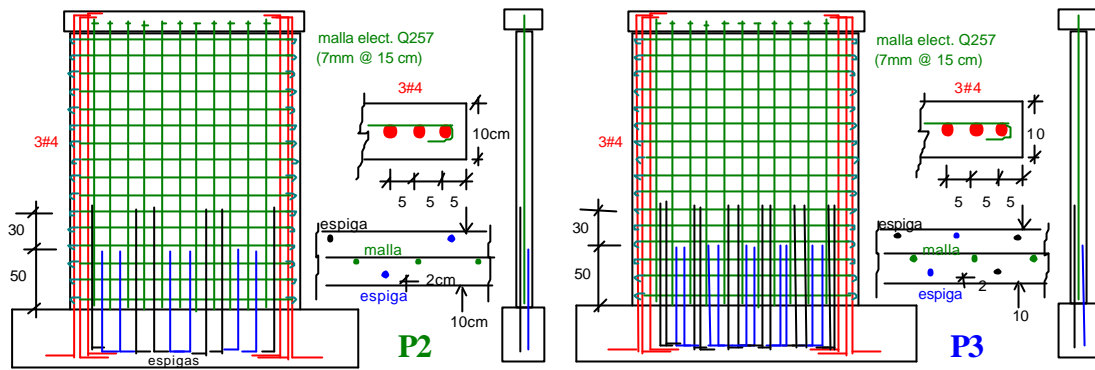 malla elect. Q257
(7mm @ 15 cm)
3#4
10cm
3#4
5 5 5
30
50
espiga
malla
2cm
espiga
10cm
espigas
P2
malla elect. Q257
(7mm @ 15 cm)
3#4
10
3#4
5 5 5
30
50
espiga
malla
2
espiga
10
P3